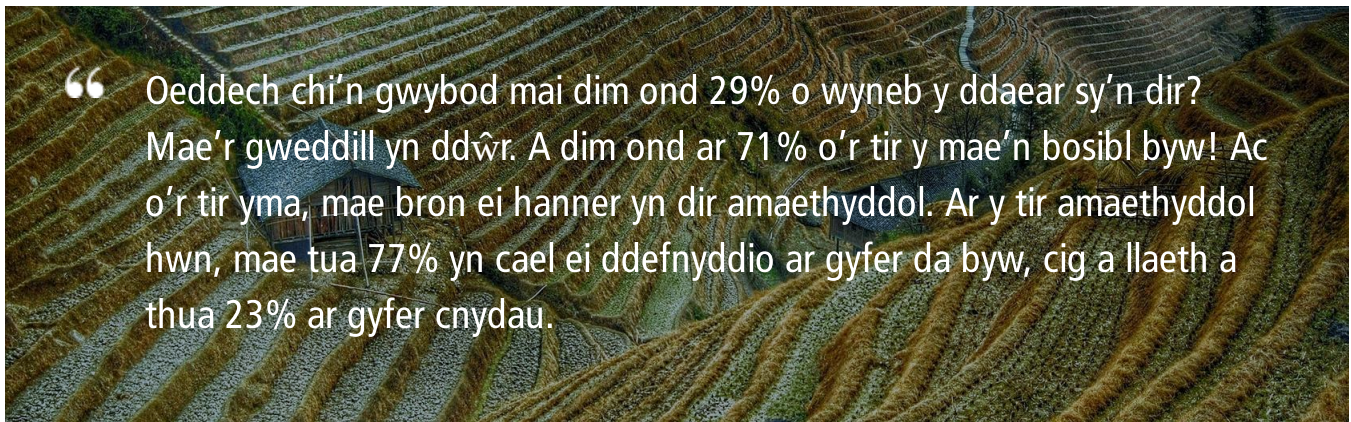 “ Oeddech chi’n gwybod mai dim ond 29% o wyneb y ddaear sy’n dir?
Mae’r gweddill yn ddŵr. A dim ond ar 71% o’r tir y mae’n bosibl byw! Ac
o’r tir yma, mae bron ei hanner yn dir amaethyddol. Ar y tir amaethyddol
hwn, mae tua 77% yn cael ei ddefnyddio ar gyfer da byw, cig a llaeth a
thua 23% ar gyfer cnydau.